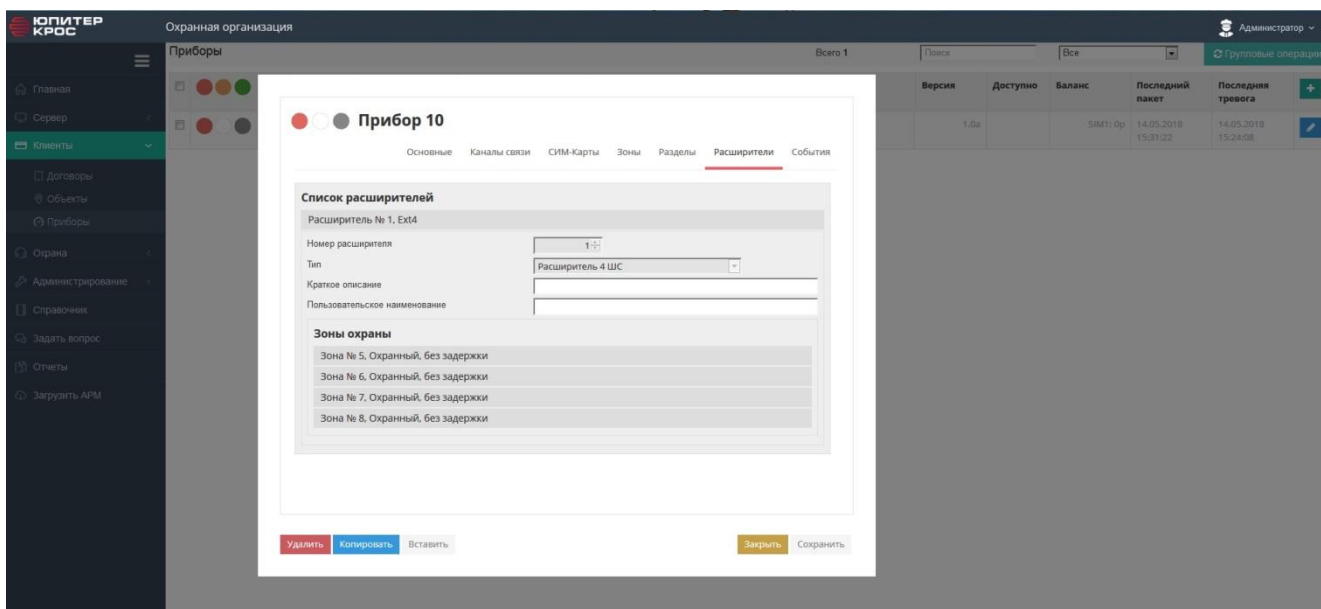 ЮПИТЕР
КРОС
Охранная организация
Администратор
Приборы
Всего 1
Поиск
Все
Групповые операции
Главная
Сервер
Клиенты
Договоры
Объекты
Приборы
Охрана
Администрирование
Справочник
Задать вопрос
Отчеты
Загрузить АРМ
Версия Доступно Баланс Последний пакет Последняя тревога
1.0a SIM1: 0р 14.05.2018 15:31:22 14.05.2018 15:24:08
Прибор 10
Основные Каналы связи СИМ-Карты Зоны Разделы Расширители События
Список расширителей
Расширитель № 1, Ext4
Номер расширителя 1
Тип Расширитель 4 ШС
Краткое описание
Пользовательское наименование
Зоны охраны
Зона № 5, Охранный, без задержки
Зона № 6, Охранный, без задержки
Зона № 7, Охранный, без задержки
Зона № 8, Охранный, без задержки
Удалить Копировать Вставить Закрыть Сохранить